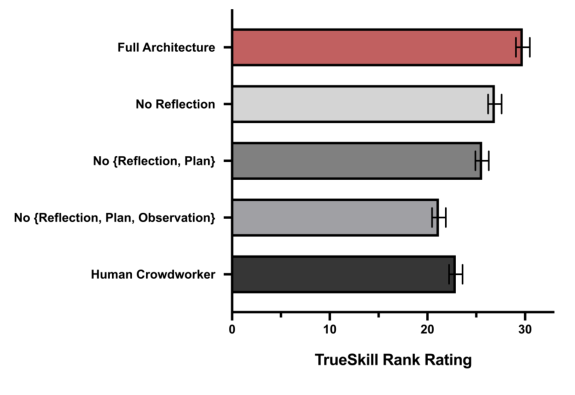 Full Architecture
No Reflection
No {Reflection, Plan}
No {Reflection, Plan, Observation}
Human Crowdworker
0 10 20 30
TrueSkill Rank Rating